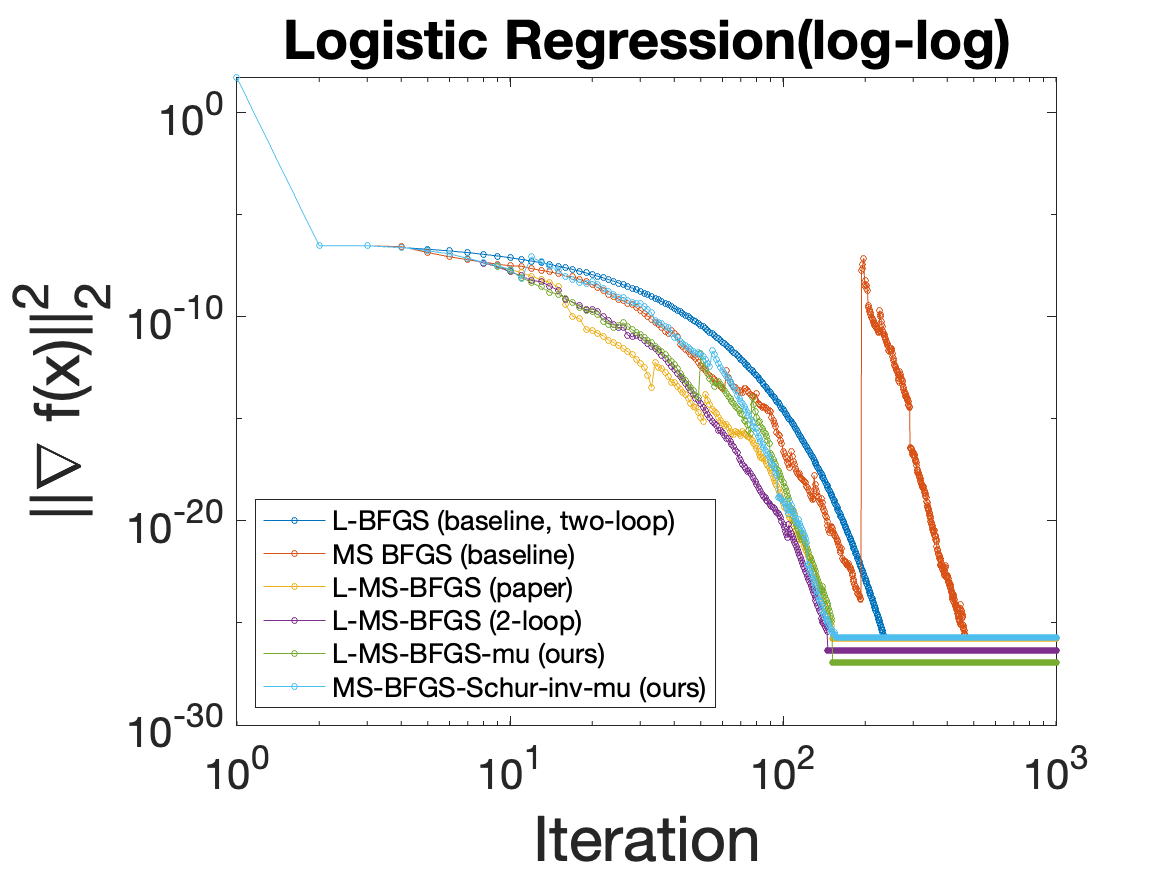 Logistic Regression(log-log)
10^0
10^-10
10^-20
10^-30
||∇ f(x)||_2^2
L-BFGS (baseline, two-loop)
MS BFGS (baseline)
L-MS-BFGS (paper)
L-MS-BFGS (2-loop)
L-MS-BFGS-mu (ours)
MS-BFGS-Schur-inv-mu (ours)
10^0 10^1 10^2 10^3
Iteration